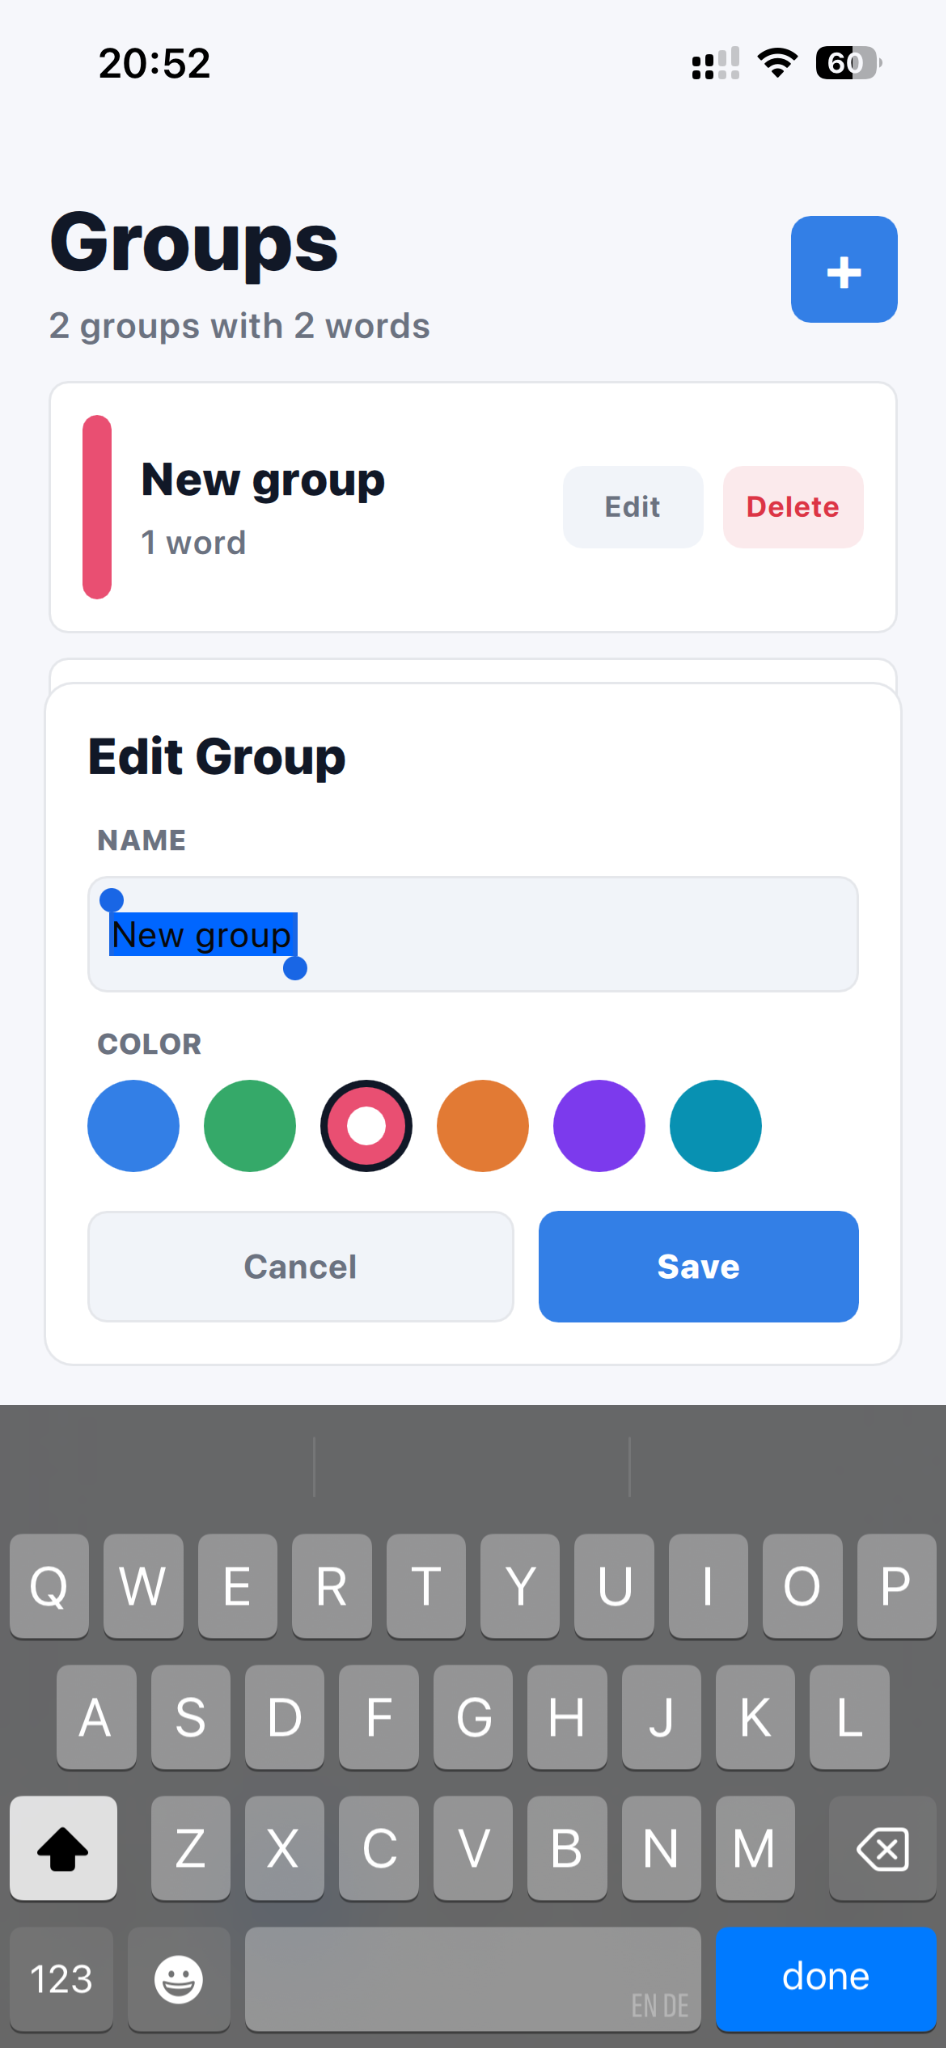 20:52
60
Groups
+
2 groups with 2 words
New group
1 word
Edit
Delete
Edit Group
NAME
New group
COLOR
Cancel
Save
Q W E R T Y U I O P
A S D F G H J K L
Z X C V B N M
123
EN DE
done